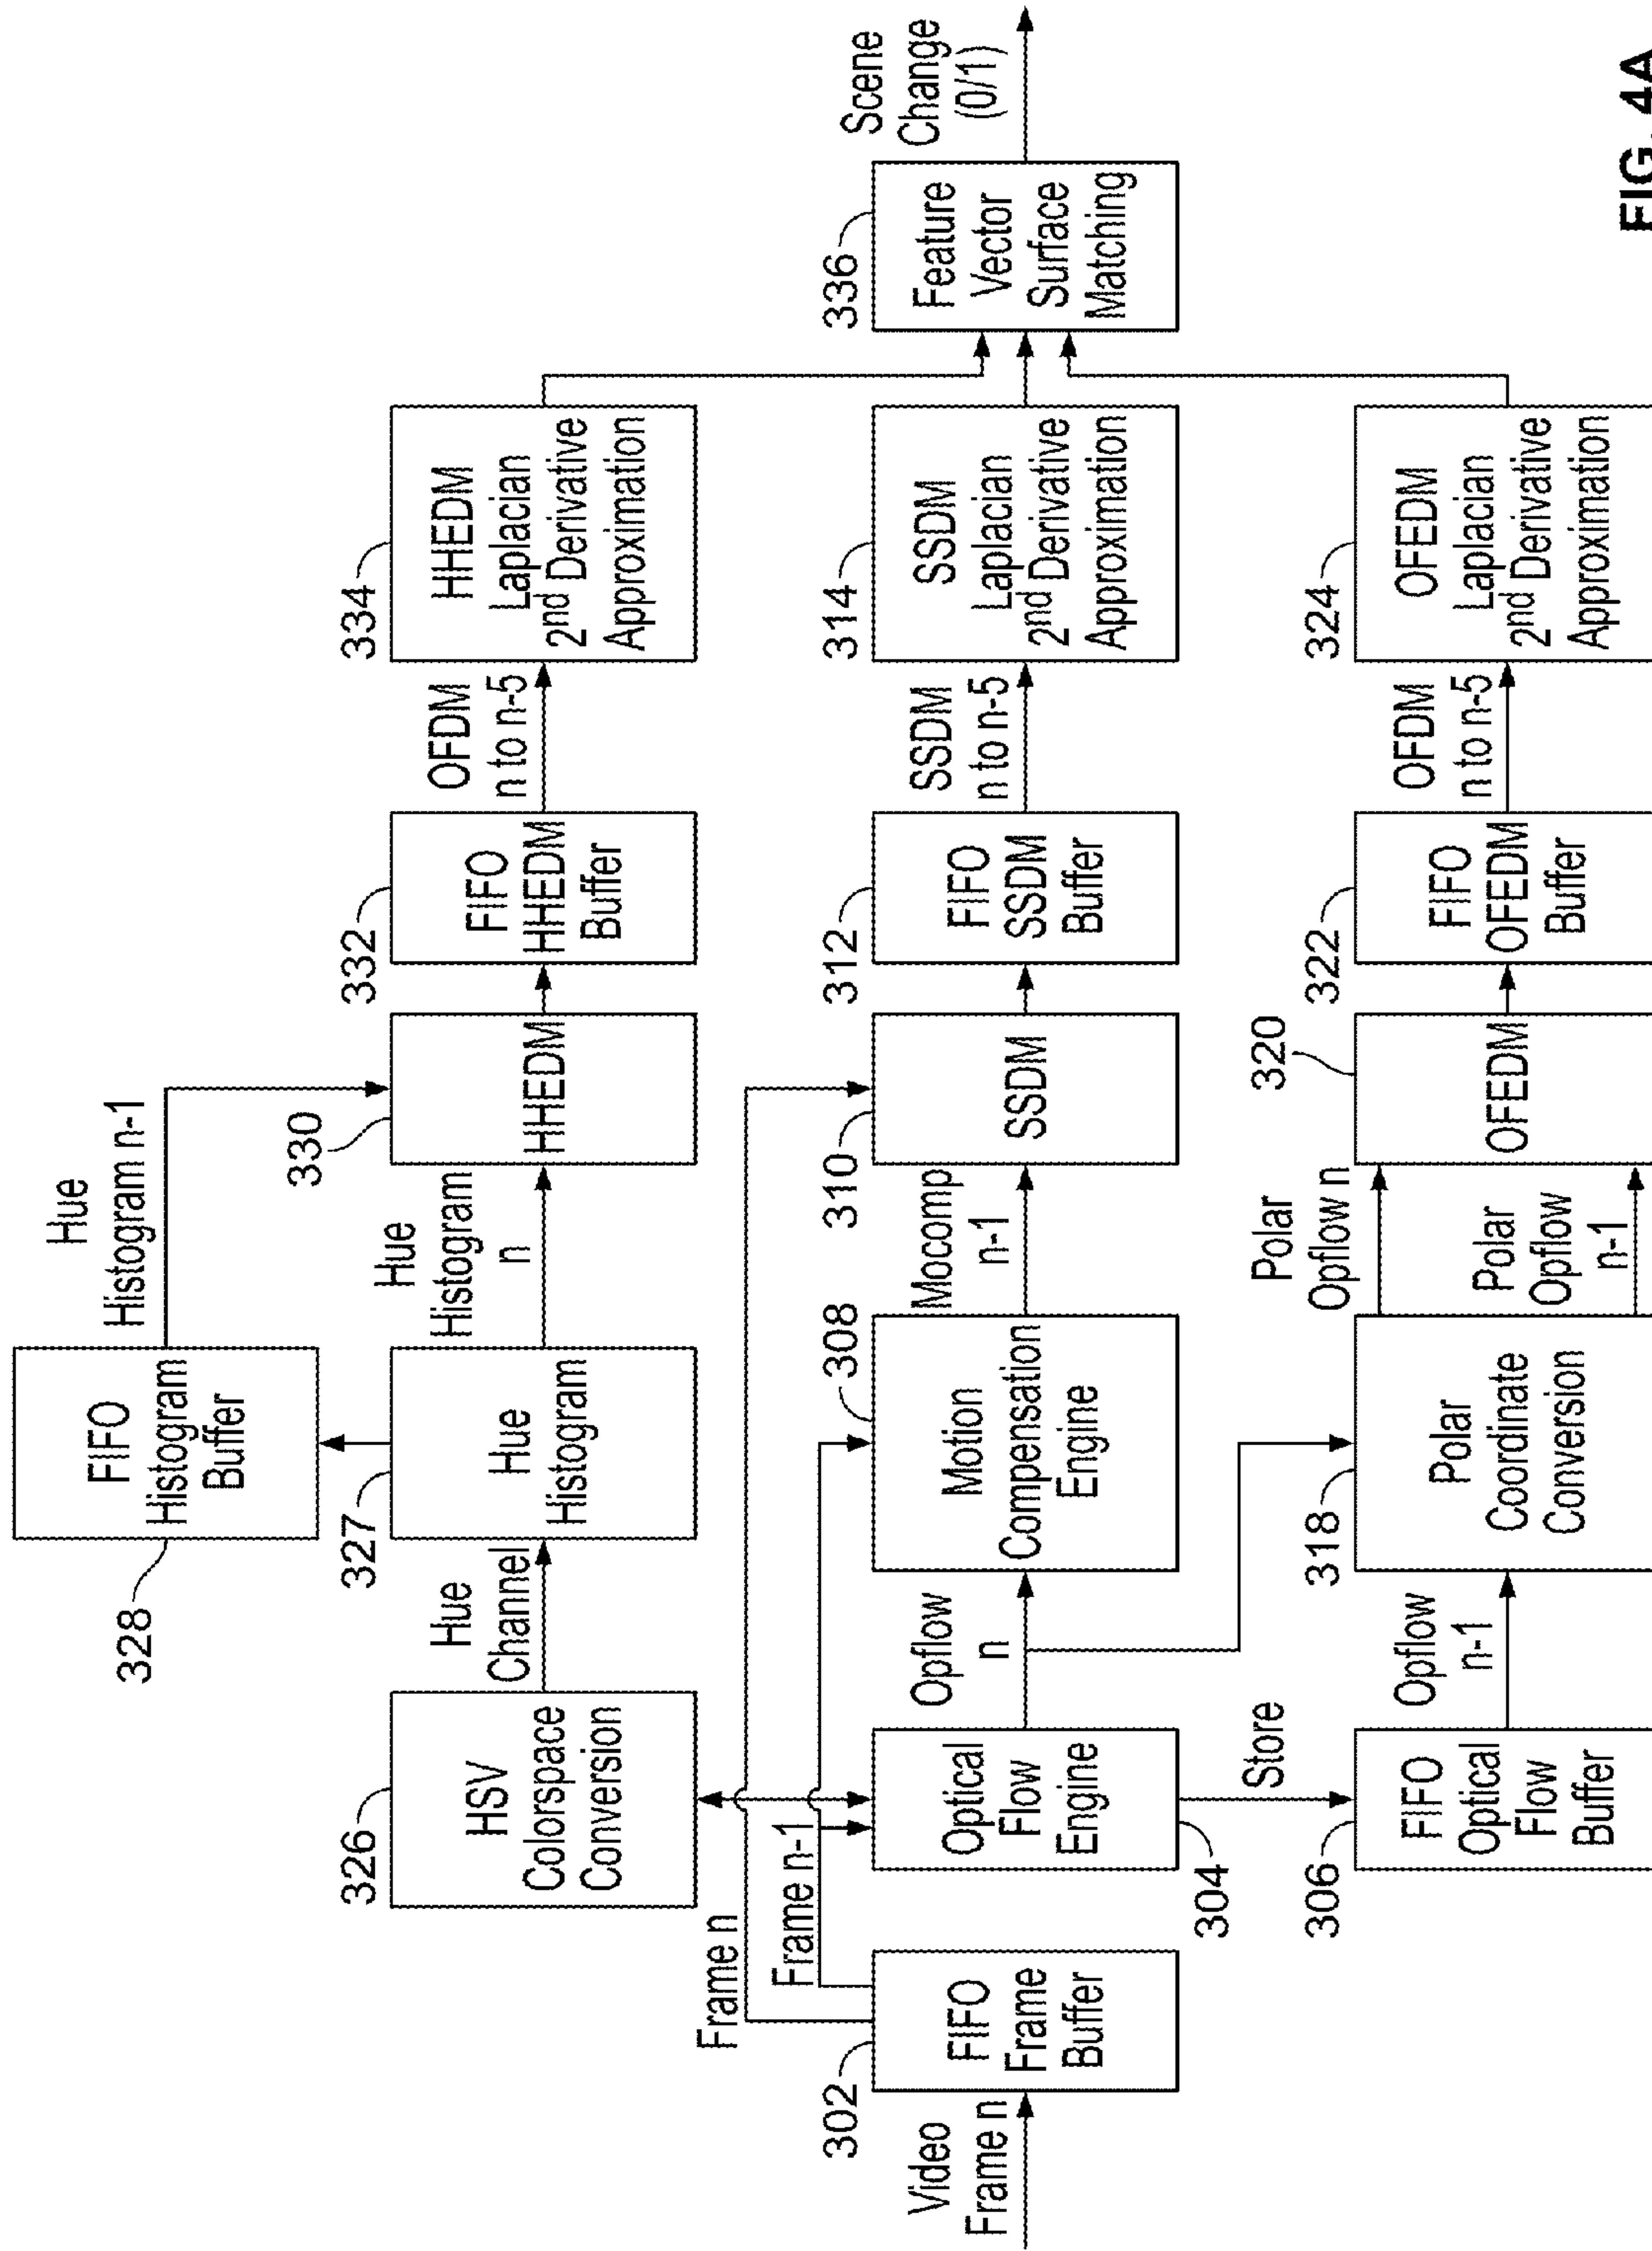 Video
Frame n
302
FIFO
Frame
Buffer
Frame n
Frame n-1
326
HSV
Colorspace
Conversion
Hue
Channel
328
FIFO
Histogram
Buffer
Hue
Histogram n-1
327
Hue
Histogram
Hue
Histogram
n
330
HHEDM
332
FIFO
HHEDM
Buffer
OFDM
n to n-5
334
HHEDM
Laplacian
2nd Derivative
Approximation
304
Optical
Flow
Engine
Opflow
n
308
Motion
Compensation
Engine
Mocomp
n-1
310
SSDM
312
FIFO
SSDM
Buffer
SSDM
n to n-5
314
SSDM
Laplacian
2nd Derivative
Approximation
336
Feature
Vector
Surface
Matching
Scene
Change
(0/1)
Store
306
FIFO
Optical
Flow
Buffer
Opflow
n-1
318
Polar
Coordinate
Conversion
Polar
Opflow n
Polar
Opflow
n-1
320
OFEDM
322
FIFO
OFEDM
Buffer
OFDM
n to n-5
324
OFEDM
Laplacian
2nd Derivative
Approximation
FIG. 4A